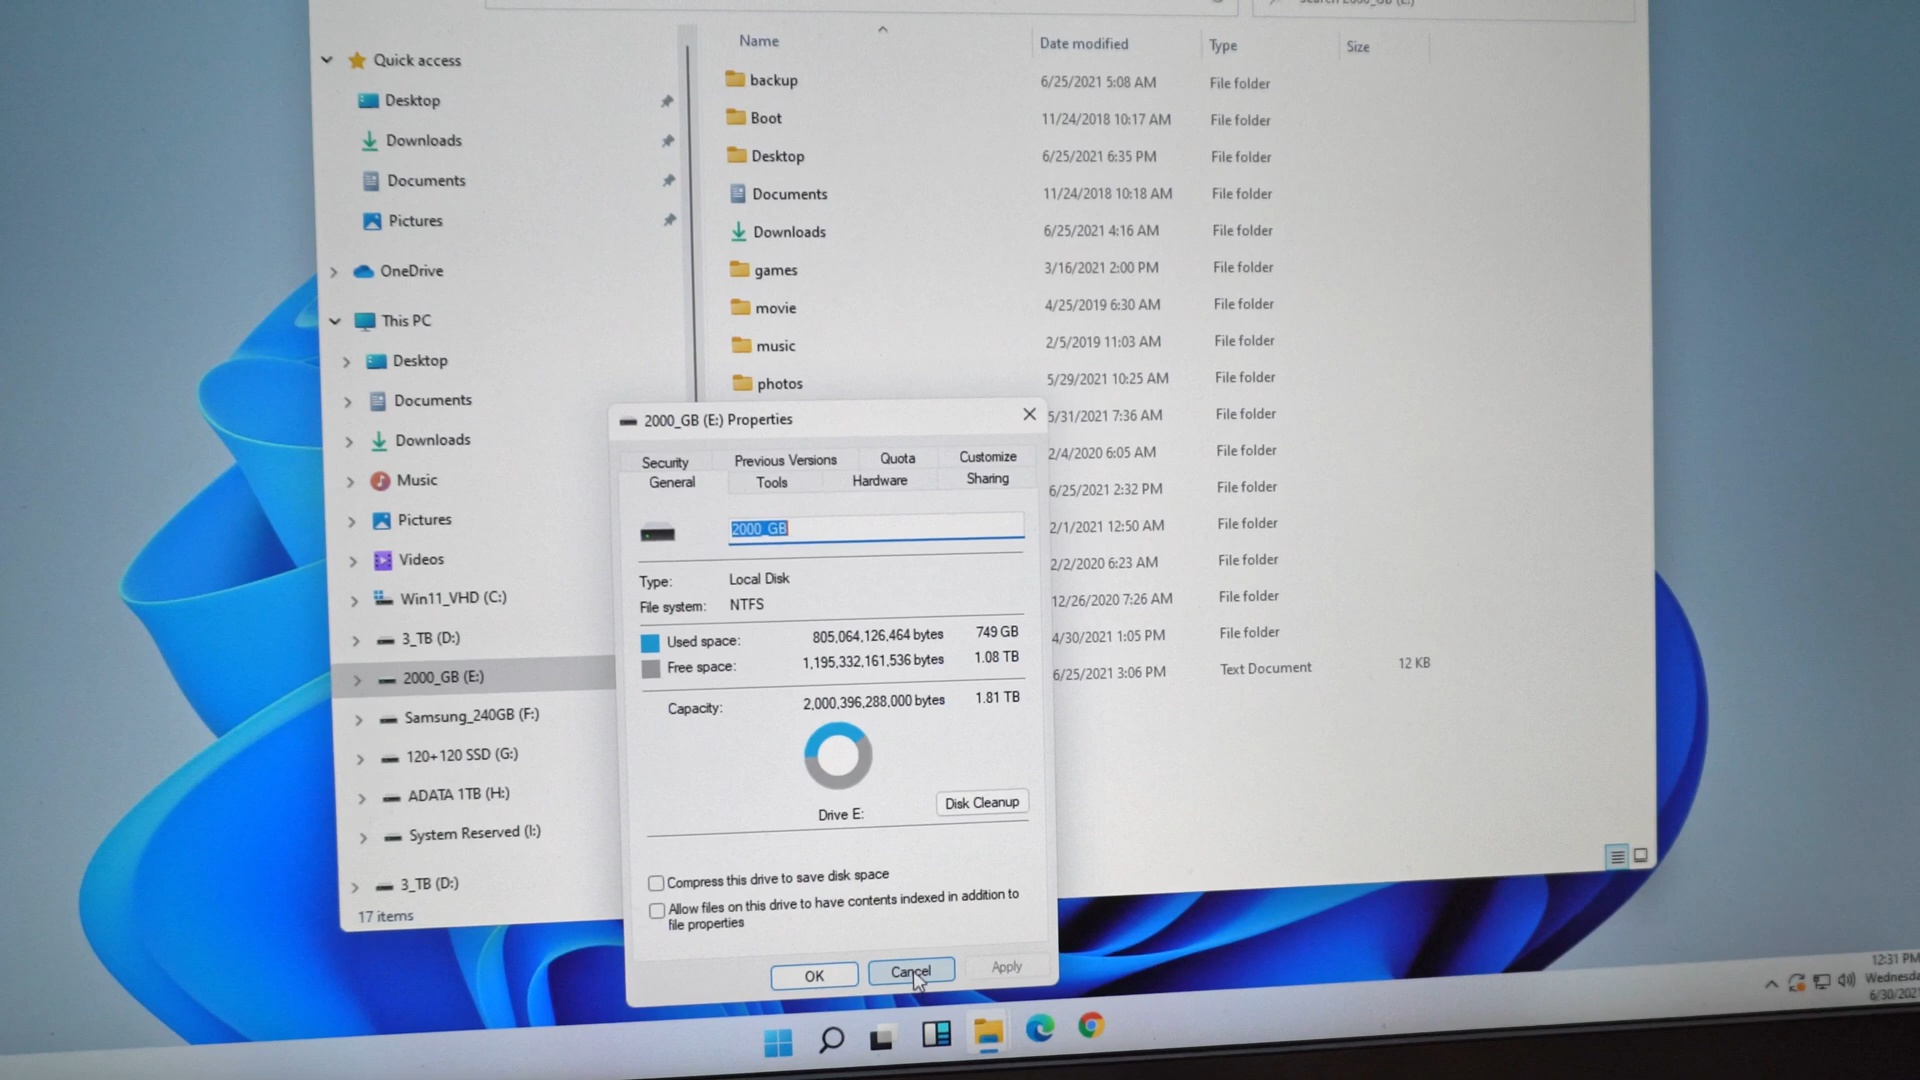 Search 2000_GB (E:)
Name Date modified Type Size
Quick access
Desktop
Downloads
Documents
Pictures
OneDrive
This PC
Desktop
Documents
Downloads
Music
Pictures
Videos
Win11_VHD (C:)
3_TB (D:)
2000_GB (E:)
Samsung_240GB (F:)
120+120 SSD (G:)
ADATA 1TB (H:)
System Reserved (I:)
3_TB (D:)
17 items
backup 6/25/2021 5:08 AM File folder
Boot 11/24/2018 10:17 AM File folder
Desktop 6/25/2021 6:35 PM File folder
Documents 11/24/2018 10:18 AM File folder
Downloads 6/25/2021 4:16 AM File folder
games 3/16/2021 2:00 PM File folder
movie 4/25/2019 6:30 AM File folder
music 2/5/2019 11:03 AM File folder
photos 5/29/2021 10:25 AM File folder
5/31/2021 7:36 AM File folder
2/4/2020 6:05 AM File folder
6/25/2021 2:32 PM File folder
2/1/2021 12:50 AM File folder
2/2/2020 6:23 AM File folder
12/26/2020 7:26 AM File folder
4/30/2021 1:05 PM File folder
6/25/2021 3:06 PM Text Document 12 KB
2000_GB (E:) Properties
Security Previous Versions Quota Customize
General Tools Hardware Sharing
2000_GB
Type: Local Disk
File system: NTFS
Used space: 805,064,126,464 bytes 749 GB
Free space: 1,195,332,161,536 bytes 1.08 TB
Capacity: 2,000,396,288,000 bytes 1.81 TB
Drive E:
Disk Cleanup
Compress this drive to save disk space
Allow files on this drive to have contents indexed in addition to
file properties
OK Cancel Apply
12:31 PM
Wednesda
6/30/202